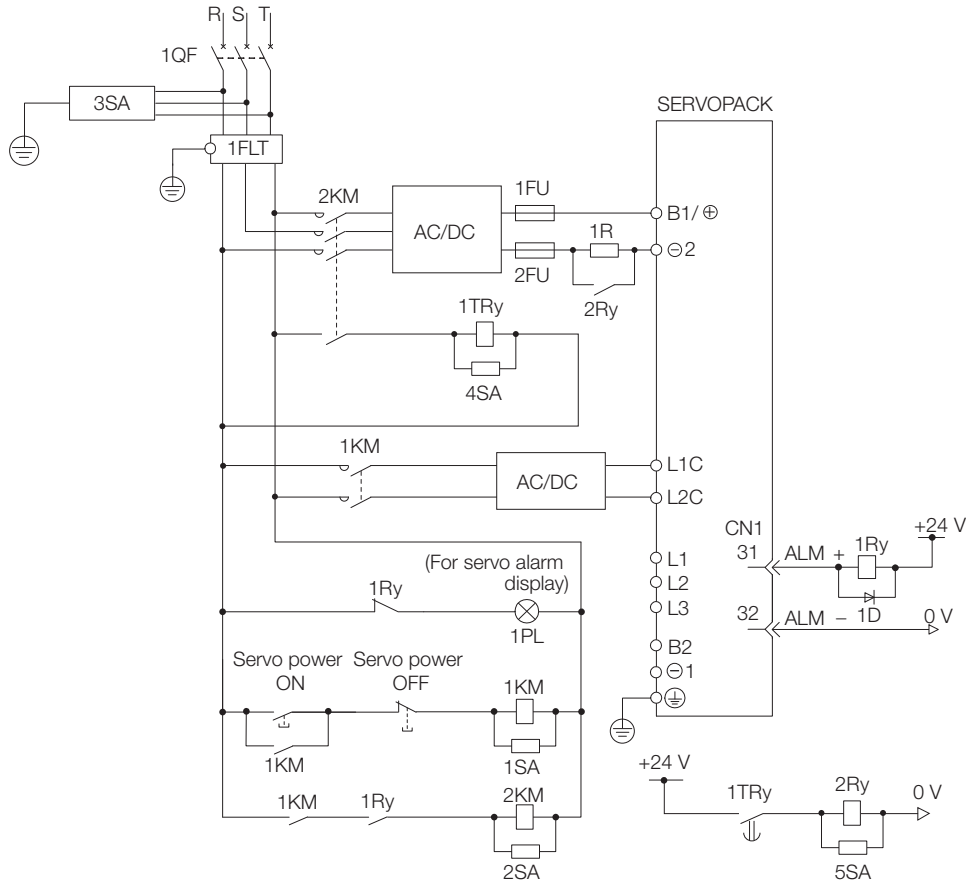 R S T
1QF
3SA
1FLT
SERVOPACK
2KM
AC/DC
1FU
B1/ ⊕
1R
⊖2
2FU
2Ry
1TRy
4SA
1KM
AC/DC
L1C
L2C
CN1
+24 V
31 ALM + 1Ry
L1
L2
L3
1D
32 ALM − 0 V
B2
⊖1
(For servo alarm
display)
1Ry
1PL
Servo power
ON
Servo power
OFF
1KM
1KM
1SA
+24 V
1TRy 2Ry 0 V
5SA
1KM 1Ry 2KM
2SA